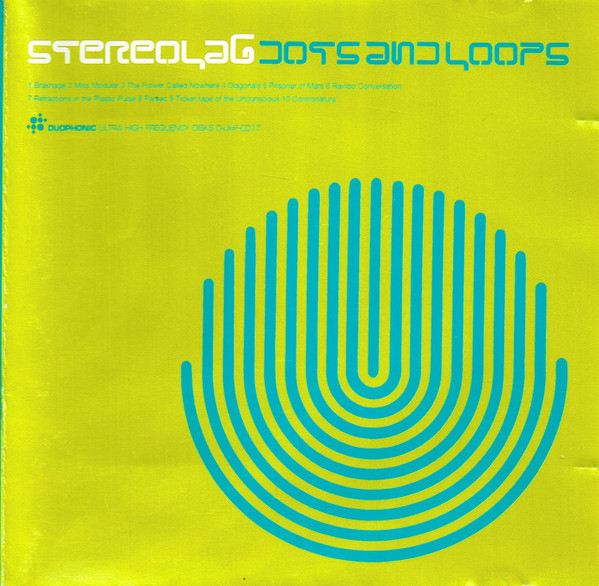 STEREOLAB DOTS AND LOOPS
1 Brakhage 2 Miss Modular 3 The Flower Called Nowhere 4 Diagonals 5 Prisoner of Mars 6 Rainbo Conversation
7 Refractions in the Plastic Pulse 8 Parsec 9 Ticker-tape of the Unconscious 10 Contronatura
DUOPHONIC ULTRA HIGH FREQUENCY DISKS D-UHF-CD17